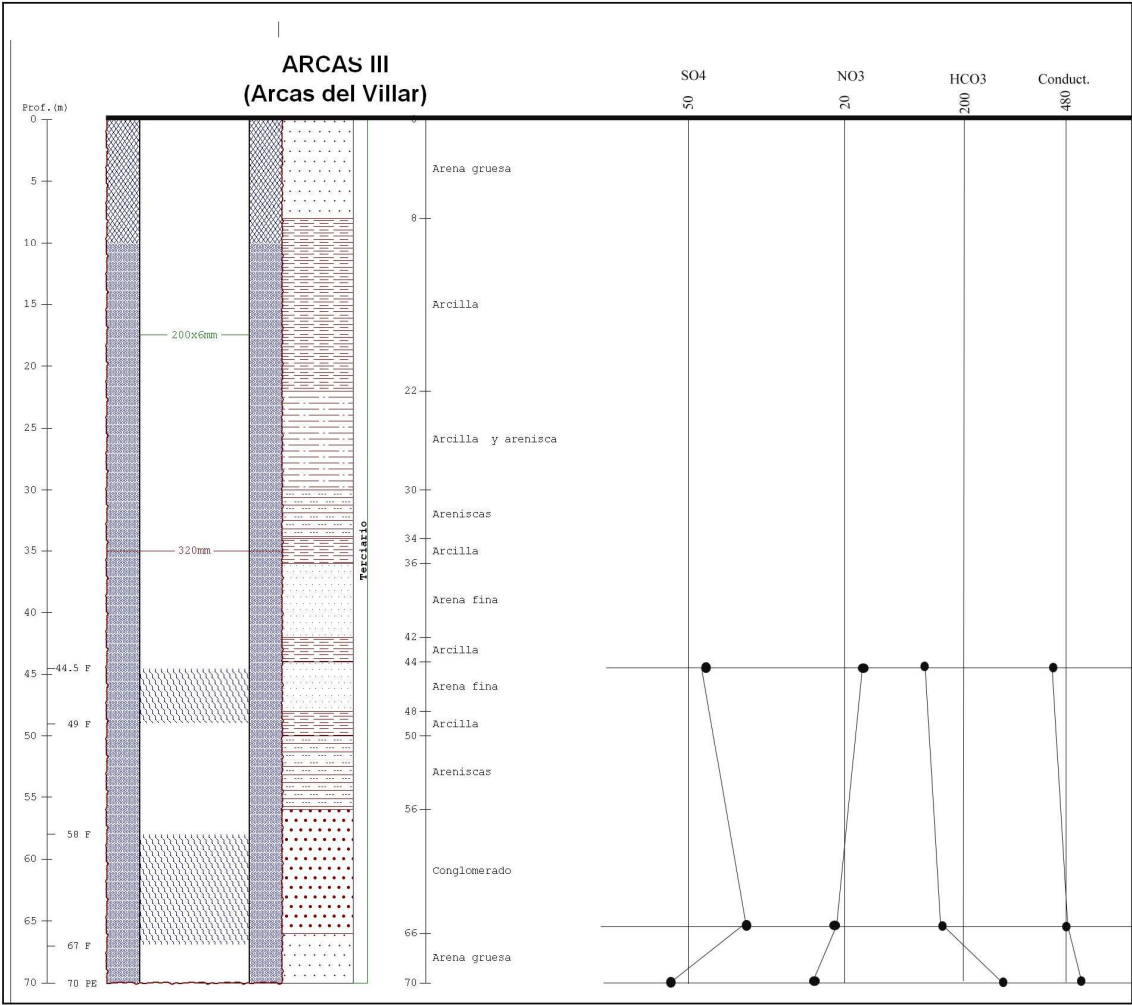 ARCAS III
(Arcas del Villar)
SO4
NO3
HCO3
Conduct.
50
20
200
480
Prof.(m)
0
0
Arena gruesa
5
8
10
15
Arcilla
200x6mm
20
22
25
Arcilla y arenisca
30
30
Areniscas
34
35
320mm
Arcilla
36
Terciario
Arena fina
40
42
Arcilla
44
44.5 F
45
Arena fina
48
49 F
Arcilla
50
50
Areniscas
55
56
58 F
60
Conglomerado
65
66
67 F
Arena gruesa
70
70 PE
70